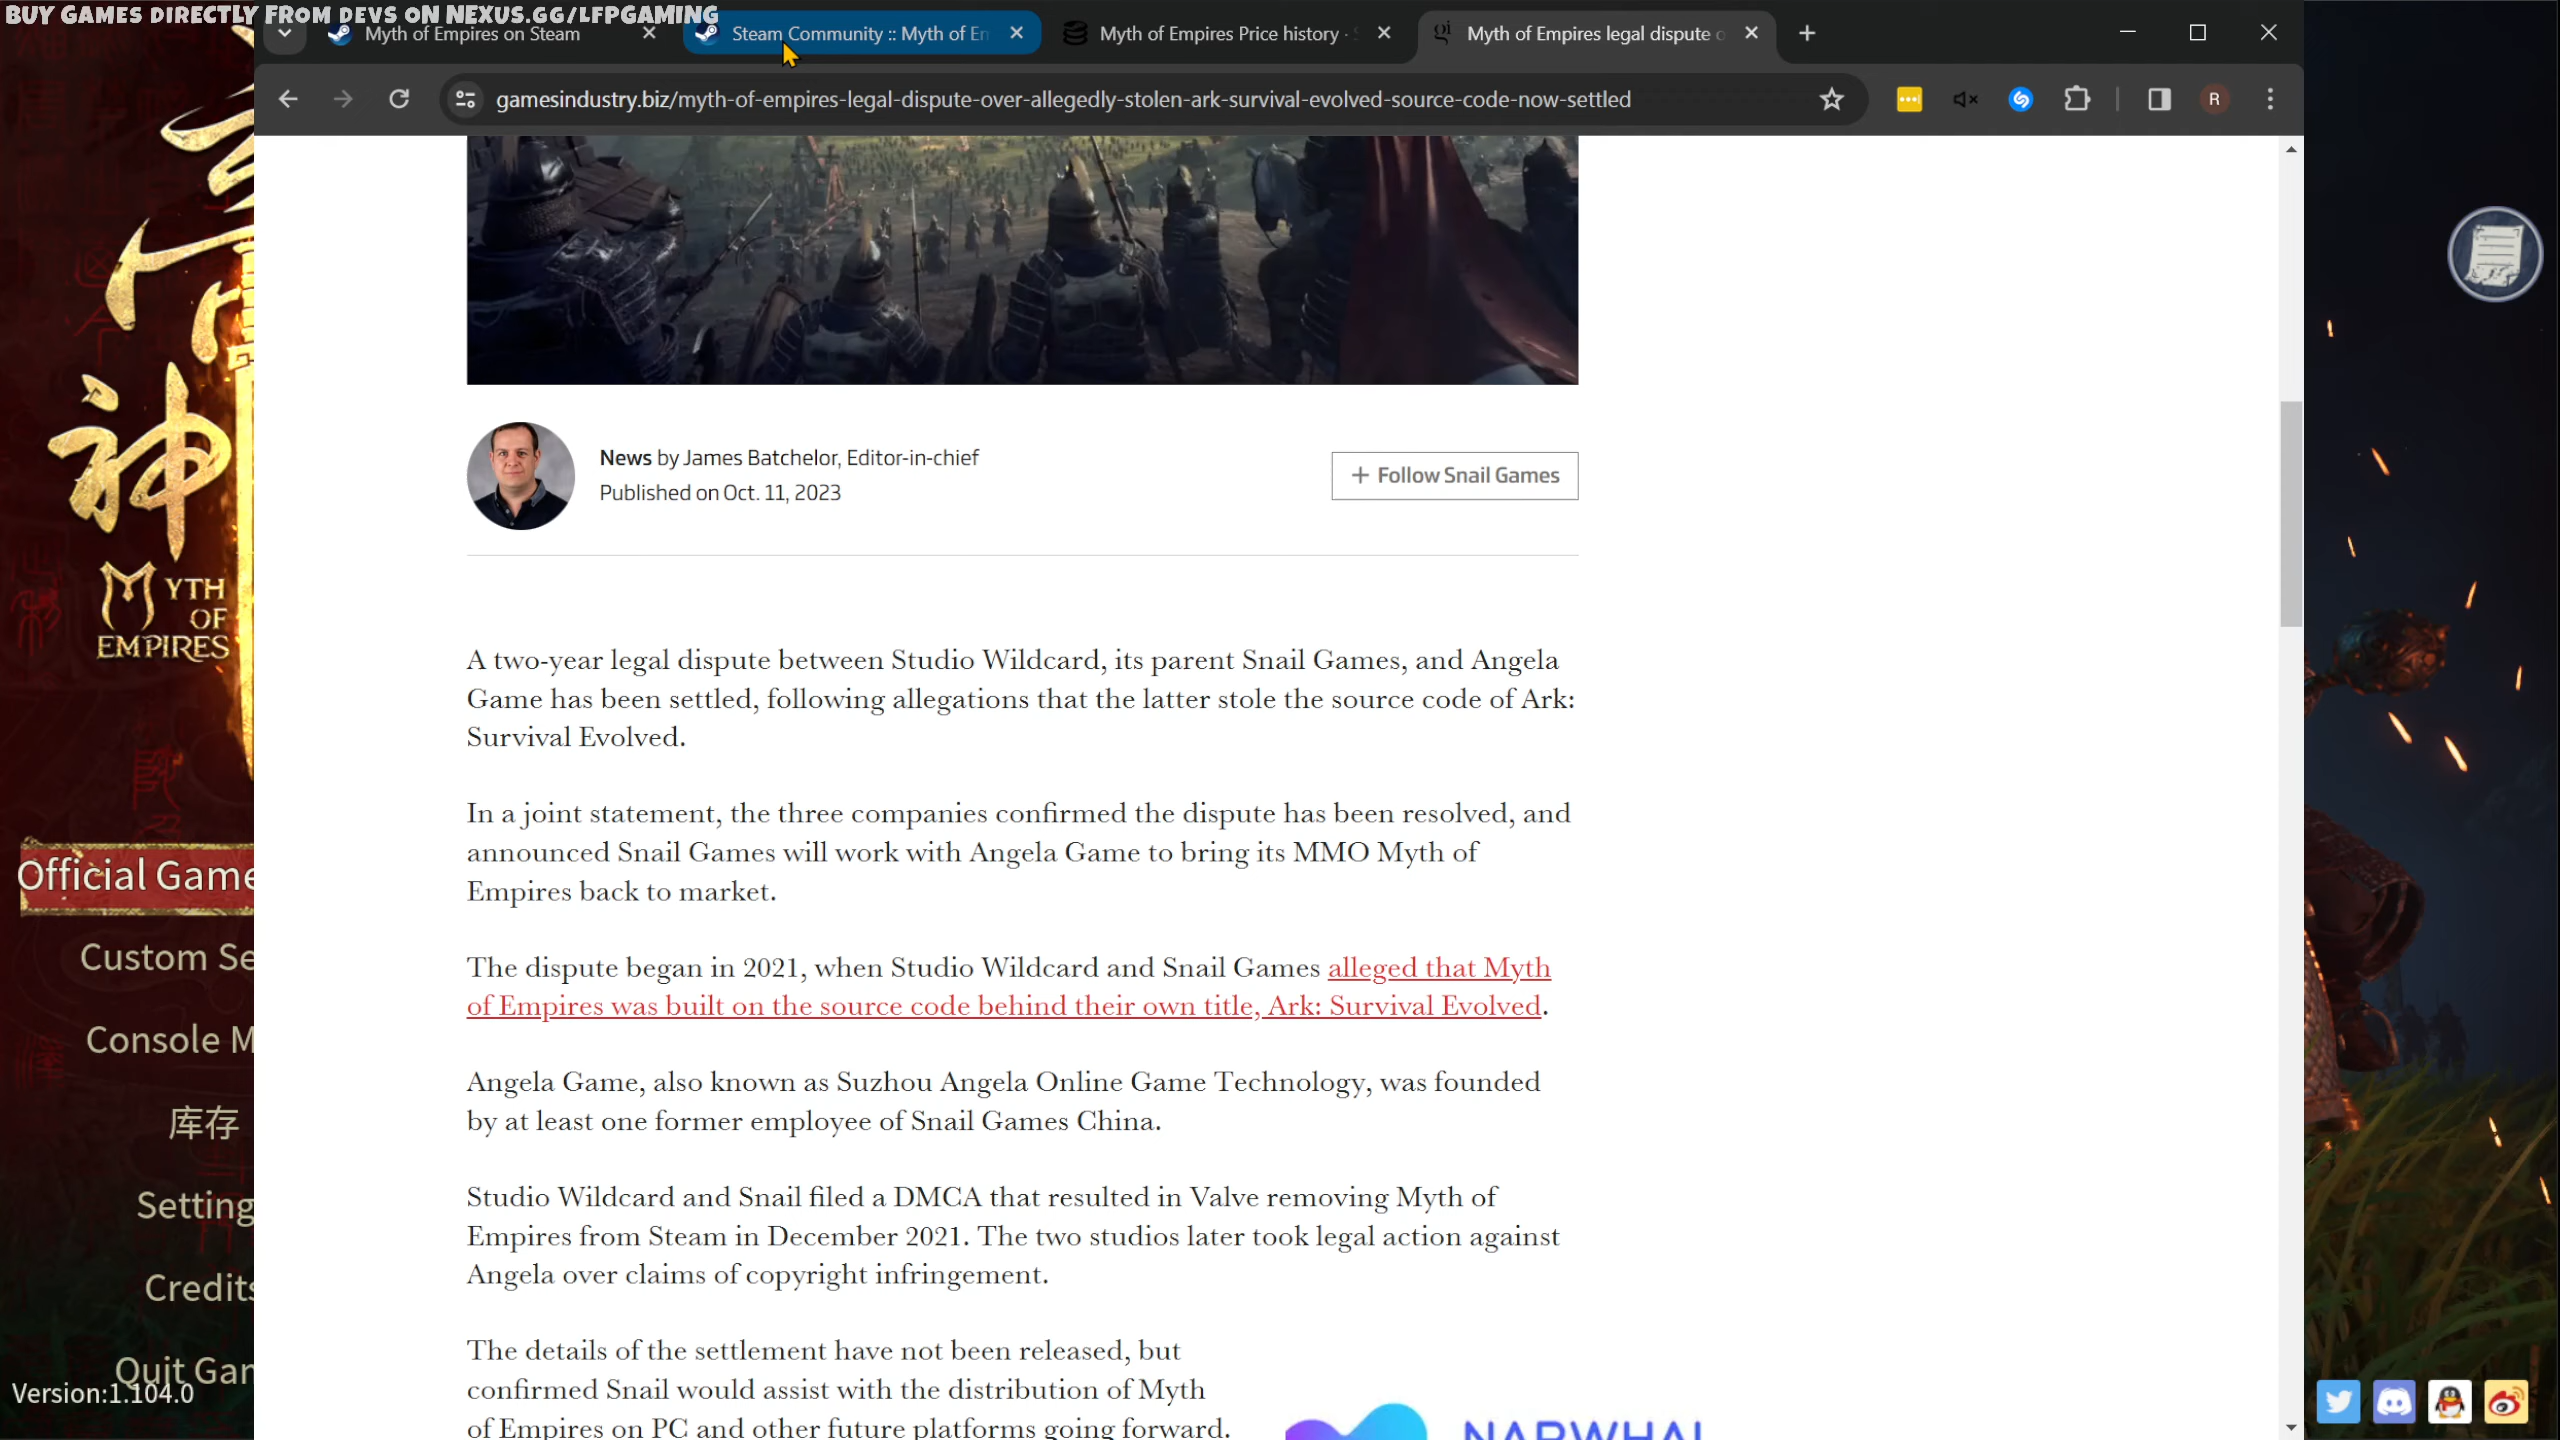 BUY GAMES DIRECTLY FROM DEVS ON NEXUS.GG/LFPGAMING
Myth of Empires on Steam
Steam Community :: Myth of Em
Myth of Empires Price history ·
Myth of Empires legal dispute o
gamesindustry.biz/myth-of-empires-legal-dispute-over-allegedly-stolen-ark-survival-evolved-source-code-now-settled
R
News by James Batchelor, Editor-in-chief
Published on Oct. 11, 2023
+ Follow Snail Games
A two-year legal dispute between Studio Wildcard, its parent Snail Games, and Angela
Game has been settled, following allegations that the latter stole the source code of Ark:
Survival Evolved.
In a joint statement, the three companies confirmed the dispute has been resolved, and
announced Snail Games will work with Angela Game to bring its MMO Myth of
Empires back to market.
The dispute began in 2021, when Studio Wildcard and Snail Games alleged that Myth
of Empires was built on the source code behind their own title, Ark: Survival Evolved.
Angela Game, also known as Suzhou Angela Online Game Technology, was founded
by at least one former employee of Snail Games China.
Studio Wildcard and Snail filed a DMCA that resulted in Valve removing Myth of
Empires from Steam in December 2021. The two studios later took legal action against
Angela over claims of copyright infringement.
The details of the settlement have not been released, but
confirmed Snail would assist with the distribution of Myth
of Empires on PC and other future platforms going forward.
NARWHAL
神
MYTH
OF
EMPIRES
Official Game
Custom Se
Console M
库存
Setting
Credits
Quit Gam
Version:1.104.0